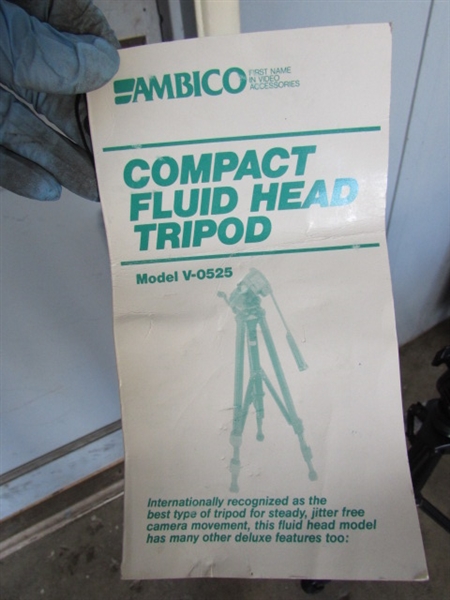 AMBICO
FIRST NAME
IN VIDEO
ACCESSORIES
COMPACT
FLUID HEAD
TRIPOD
Model V-0525
Internationally recognized as the
best type of tripod for steady, jitter free
camera movement, this fluid head model
has many other deluxe features too: